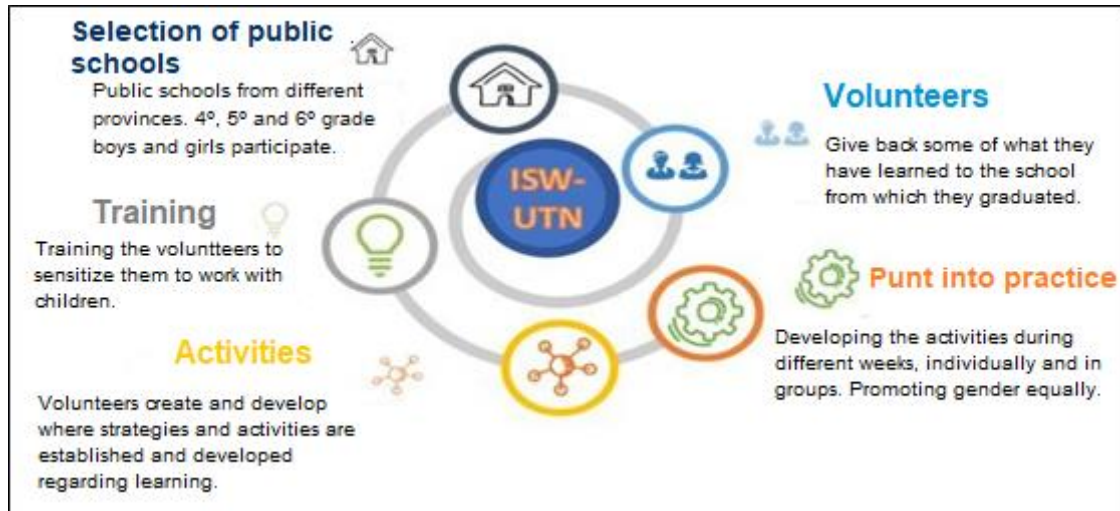 Selection of public
schools
Public schools from different
provinces. 4º, 5º and 6º grade
boys and girls participate.
Volunteers
Give back some of what they
have learned to the school
from which they graduated.
ISW-
UTN
Training
Training the voluntteers to
sensitize them to work with
children.
Punt into practice
Developing the activities during
different weeks, individually and in
groups. Promoting gender equally.
Activities
Volunteers create and develop
where strategies and activities are
established and developed
regarding learning.